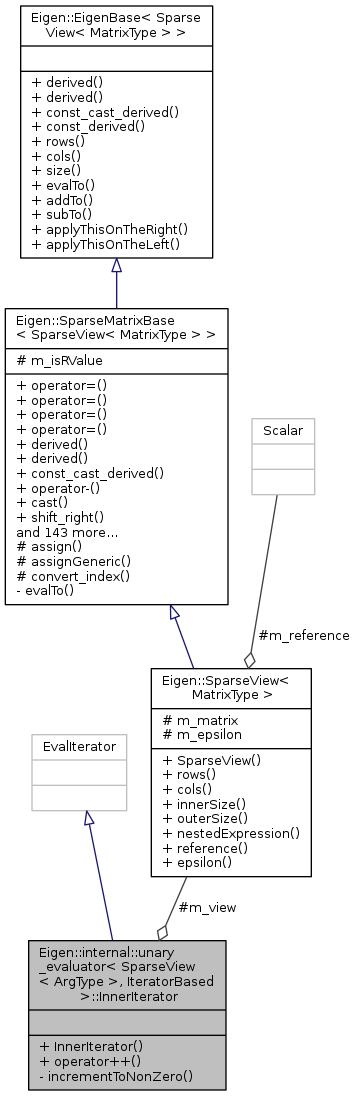 Eigen::EigenBase< Sparse
View< MatrixType > >
+ derived()
+ derived()
+ const_cast_derived()
+ const_derived()
+ rows()
+ cols()
+ size()
+ evalTo()
+ addTo()
+ subTo()
+ applyThisOnTheRight()
+ applyThisOnTheLeft()
Eigen::SparseMatrixBase
< SparseView< MatrixType > >
# m_isRValue
+ operator=()
+ operator=()
+ operator=()
+ operator=()
+ derived()
+ derived()
+ const_cast_derived()
+ operator-()
+ cast()
+ shift_right()
and 143 more...
# assign()
# assignGeneric()
# convert_index()
- evalTo()
Scalar
#m_reference
Eigen::SparseView<
MatrixType >
# m_matrix
# m_epsilon
+ SparseView()
+ rows()
+ cols()
+ innerSize()
+ outerSize()
+ nestedExpression()
+ reference()
+ epsilon()
EvalIterator
#m_view
Eigen::internal::unary
_evaluator< SparseView
< ArgType >, IteratorBased
>::InnerIterator
+ InnerIterator()
+ operator++()
- incrementToNonZero()